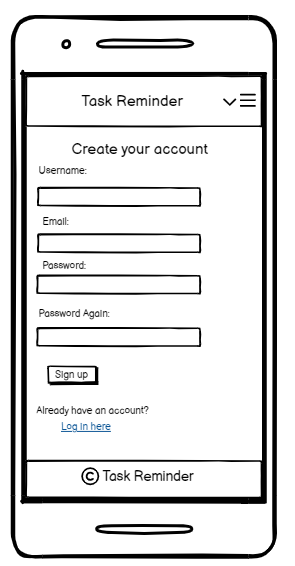 Task Reminder
Create your account
Username:
Email:
Password:
Password Again:
Sign up
Already have an account?
Log in here
© Task Reminder